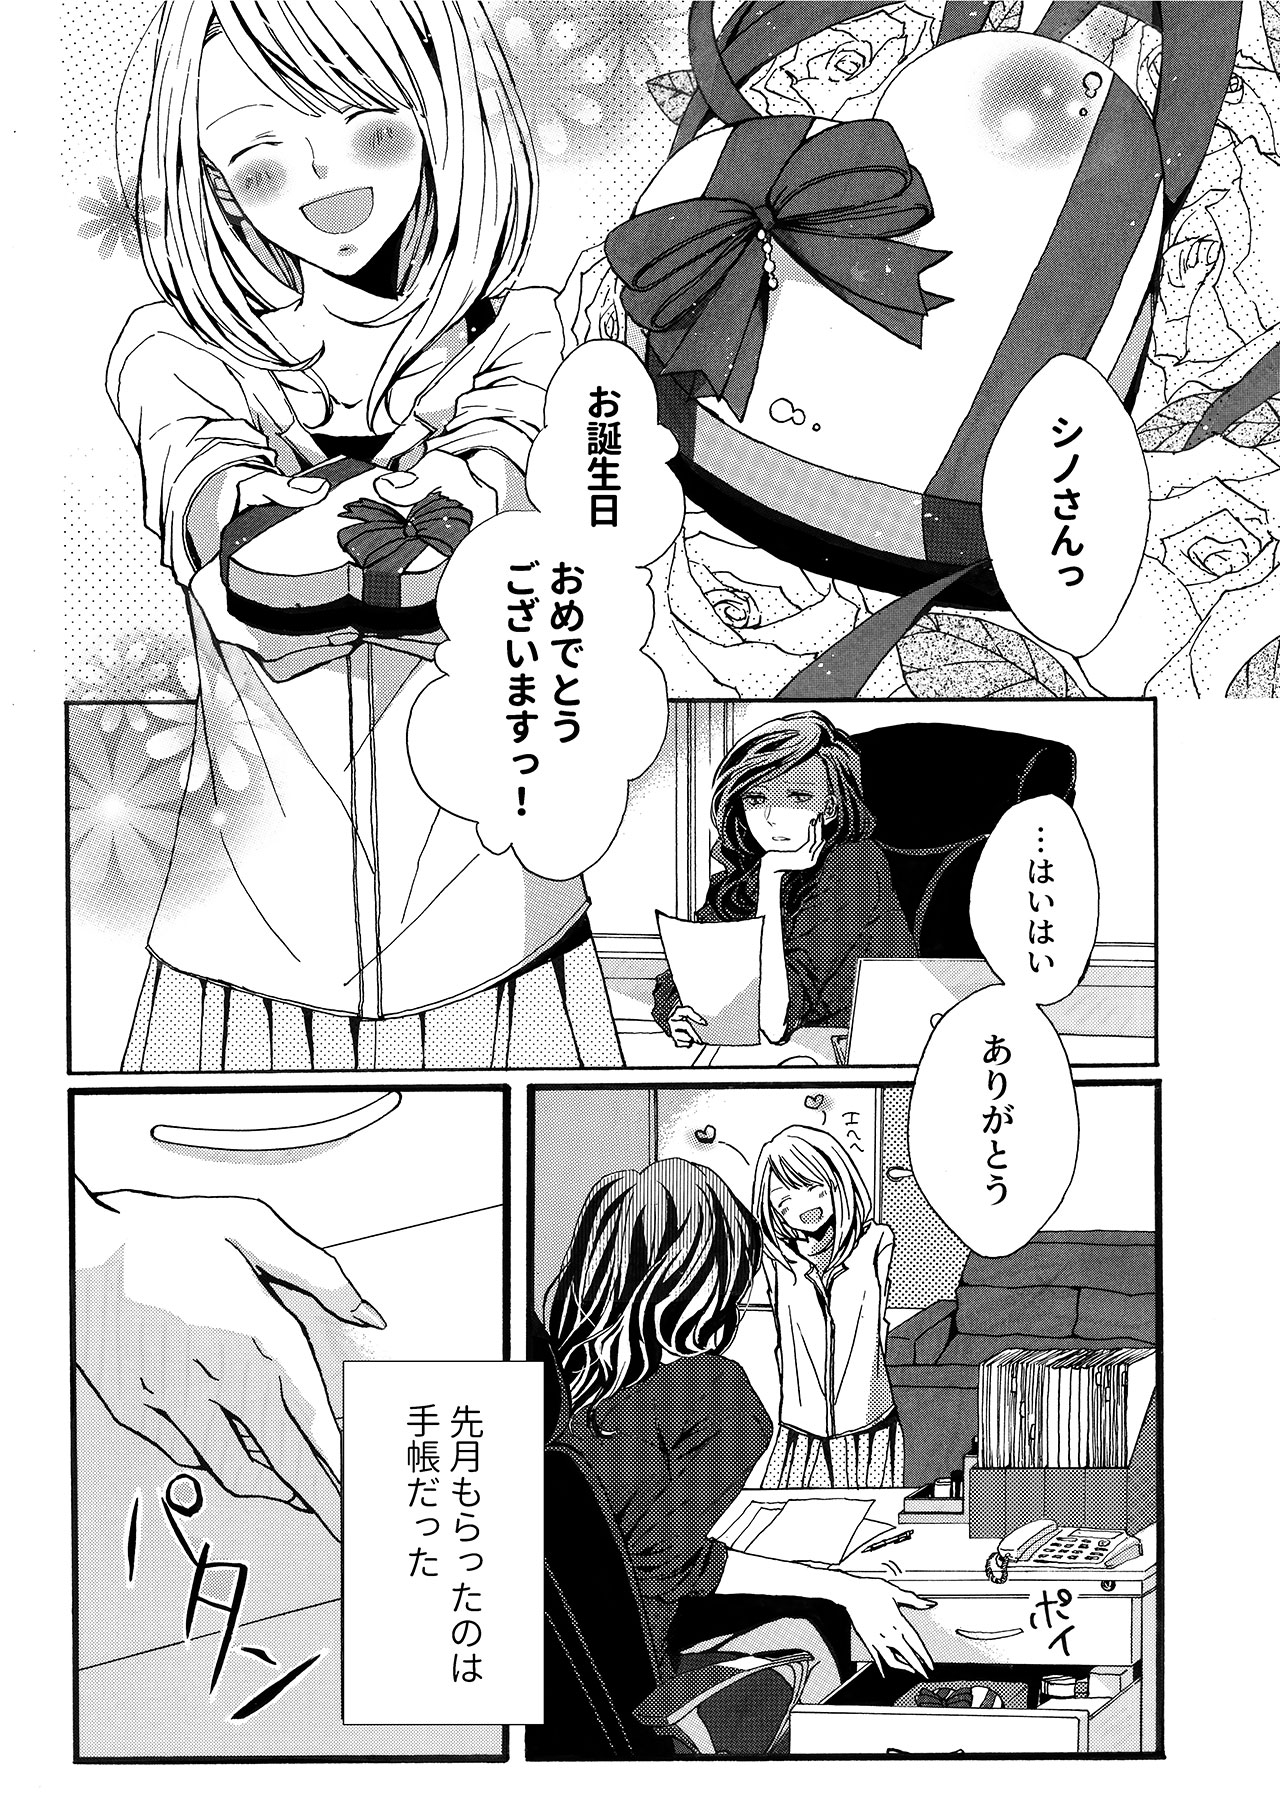 シノさんっ
お誕生日
おめでとう
ございますっ!
…はいはい
ありがとう
エヘヘ
ポイ
先月もらったのは
手帳だった
パタン